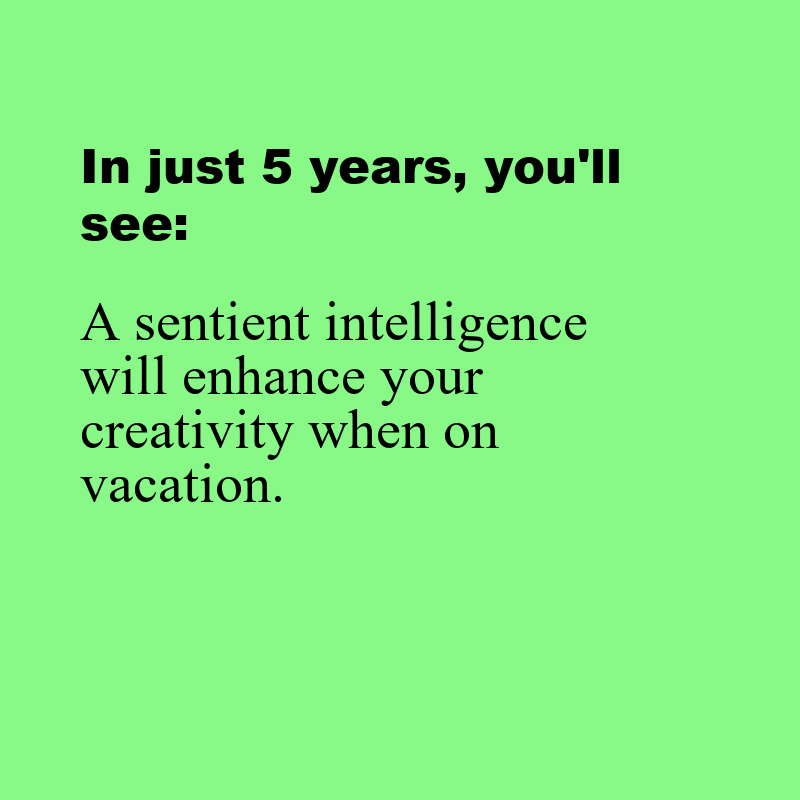 In just 5 years, you'll
see:
A sentient intelligence
will enhance your
creativity when on
vacation.